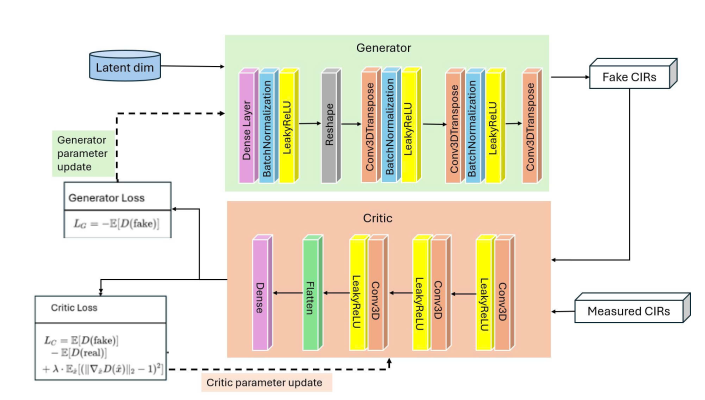 Generator
Latent dim
Fake CIRs
Dense Layer
BatchNormalization
LeakyReLU
Reshape
Conv3DTranspose
BatchNormalization
LeakyReLU
Conv3DTranspose
BatchNormalization
LeakyReLU
Conv3DTranspose
Generator
parameter
update
Generator Loss
L_G = −𝔼[D(fake)]
Critic
Dense
Flatten
LeakyReLU
Conv3D
LeakyReLU
Conv3D
LeakyReLU
Conv3D
Measured CIRs
Critic Loss
L_C = 𝔼[D(fake)]
− 𝔼[D(real)]
+ λ · 𝔼_x̂[(‖∇_x̂ D(x̂)‖₂ − 1)²]
Critic parameter update